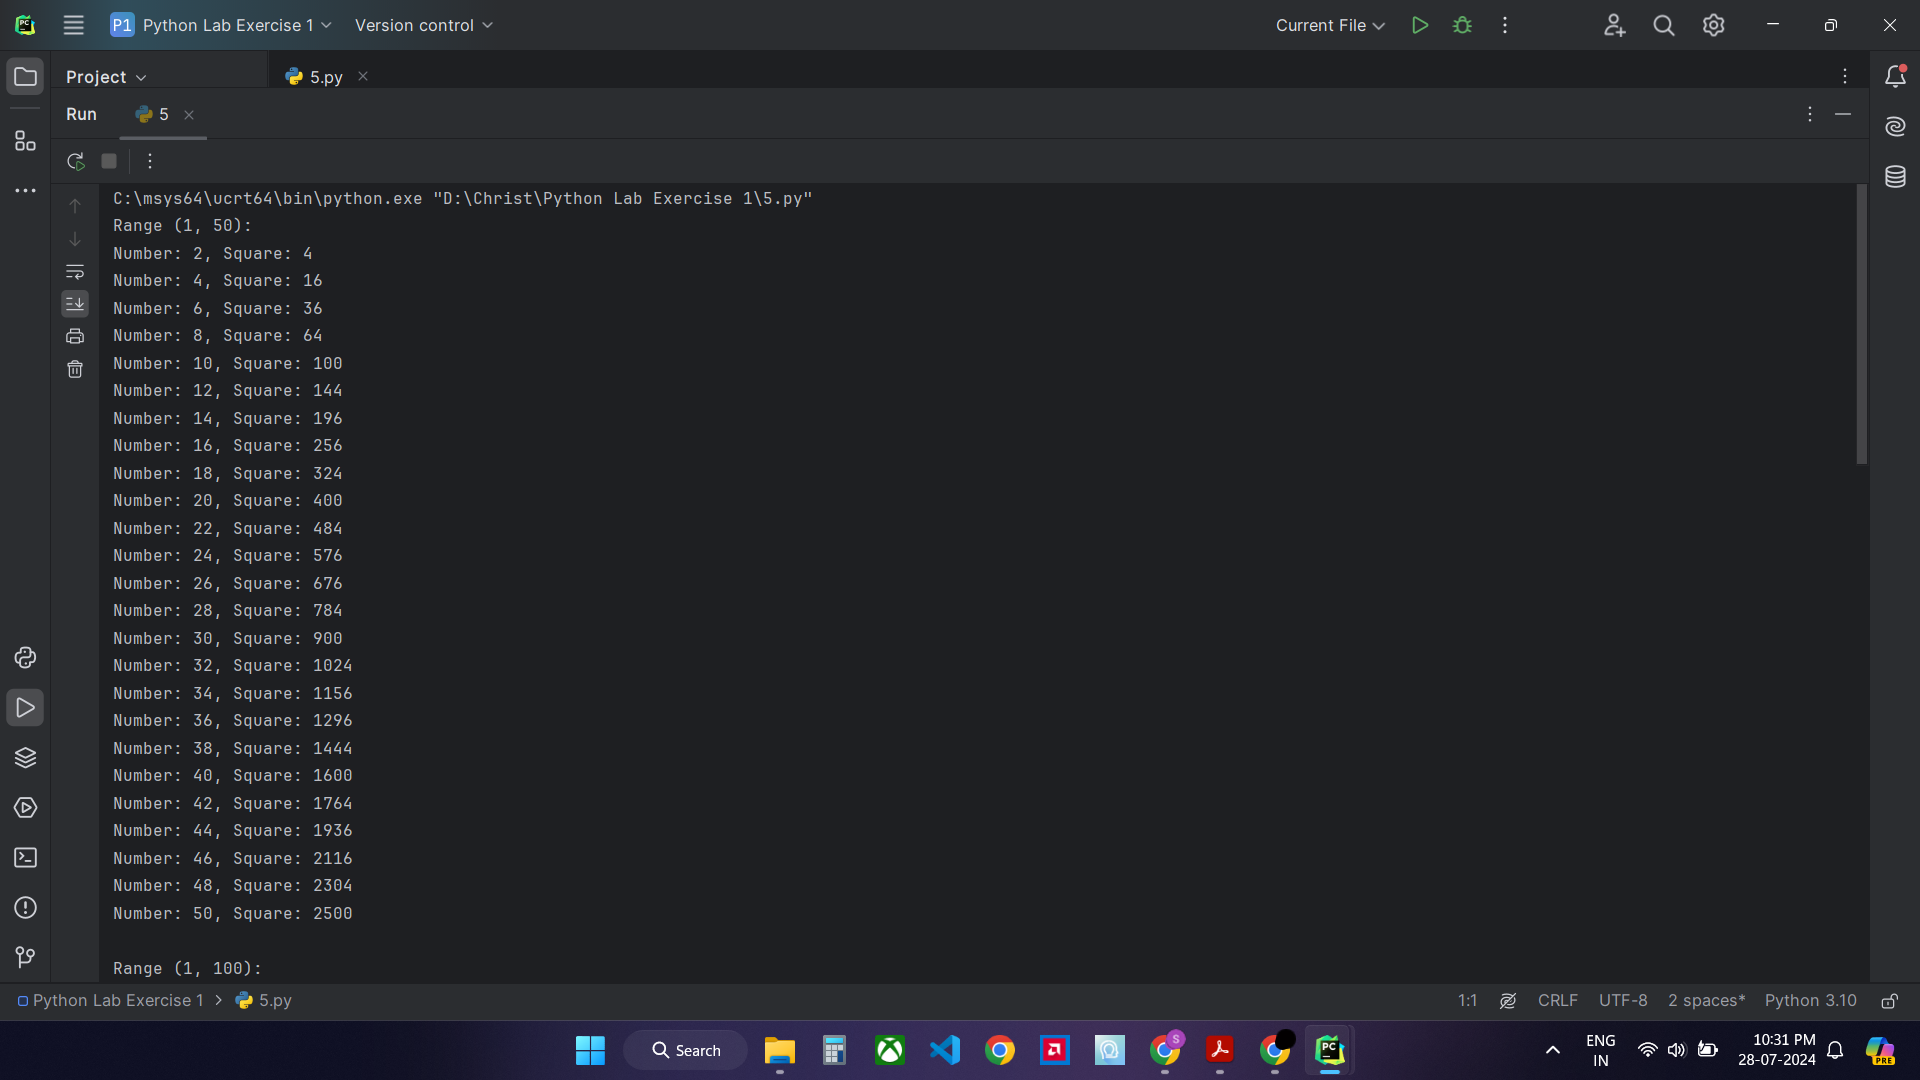 P1 Python Lab Exercise 1 Version control Current File
Project 5.py
Run 5
C:\msys64\ucrt64\bin\python.exe "D:\Christ\Python Lab Exercise 1\5.py"
Range (1, 50):
Number: 2, Square: 4
Number: 4, Square: 16
Number: 6, Square: 36
Number: 8, Square: 64
Number: 10, Square: 100
Number: 12, Square: 144
Number: 14, Square: 196
Number: 16, Square: 256
Number: 18, Square: 324
Number: 20, Square: 400
Number: 22, Square: 484
Number: 24, Square: 576
Number: 26, Square: 676
Number: 28, Square: 784
Number: 30, Square: 900
Number: 32, Square: 1024
Number: 34, Square: 1156
Number: 36, Square: 1296
Number: 38, Square: 1444
Number: 40, Square: 1600
Number: 42, Square: 1764
Number: 44, Square: 1936
Number: 46, Square: 2116
Number: 48, Square: 2304
Number: 50, Square: 2500
Range (1, 100):
Python Lab Exercise 1 > 5.py 1:1 CRLF UTF-8 2 spaces* Python 3.10
Search S PC ENG 10:31 PM
IN 28-07-2024 PRE